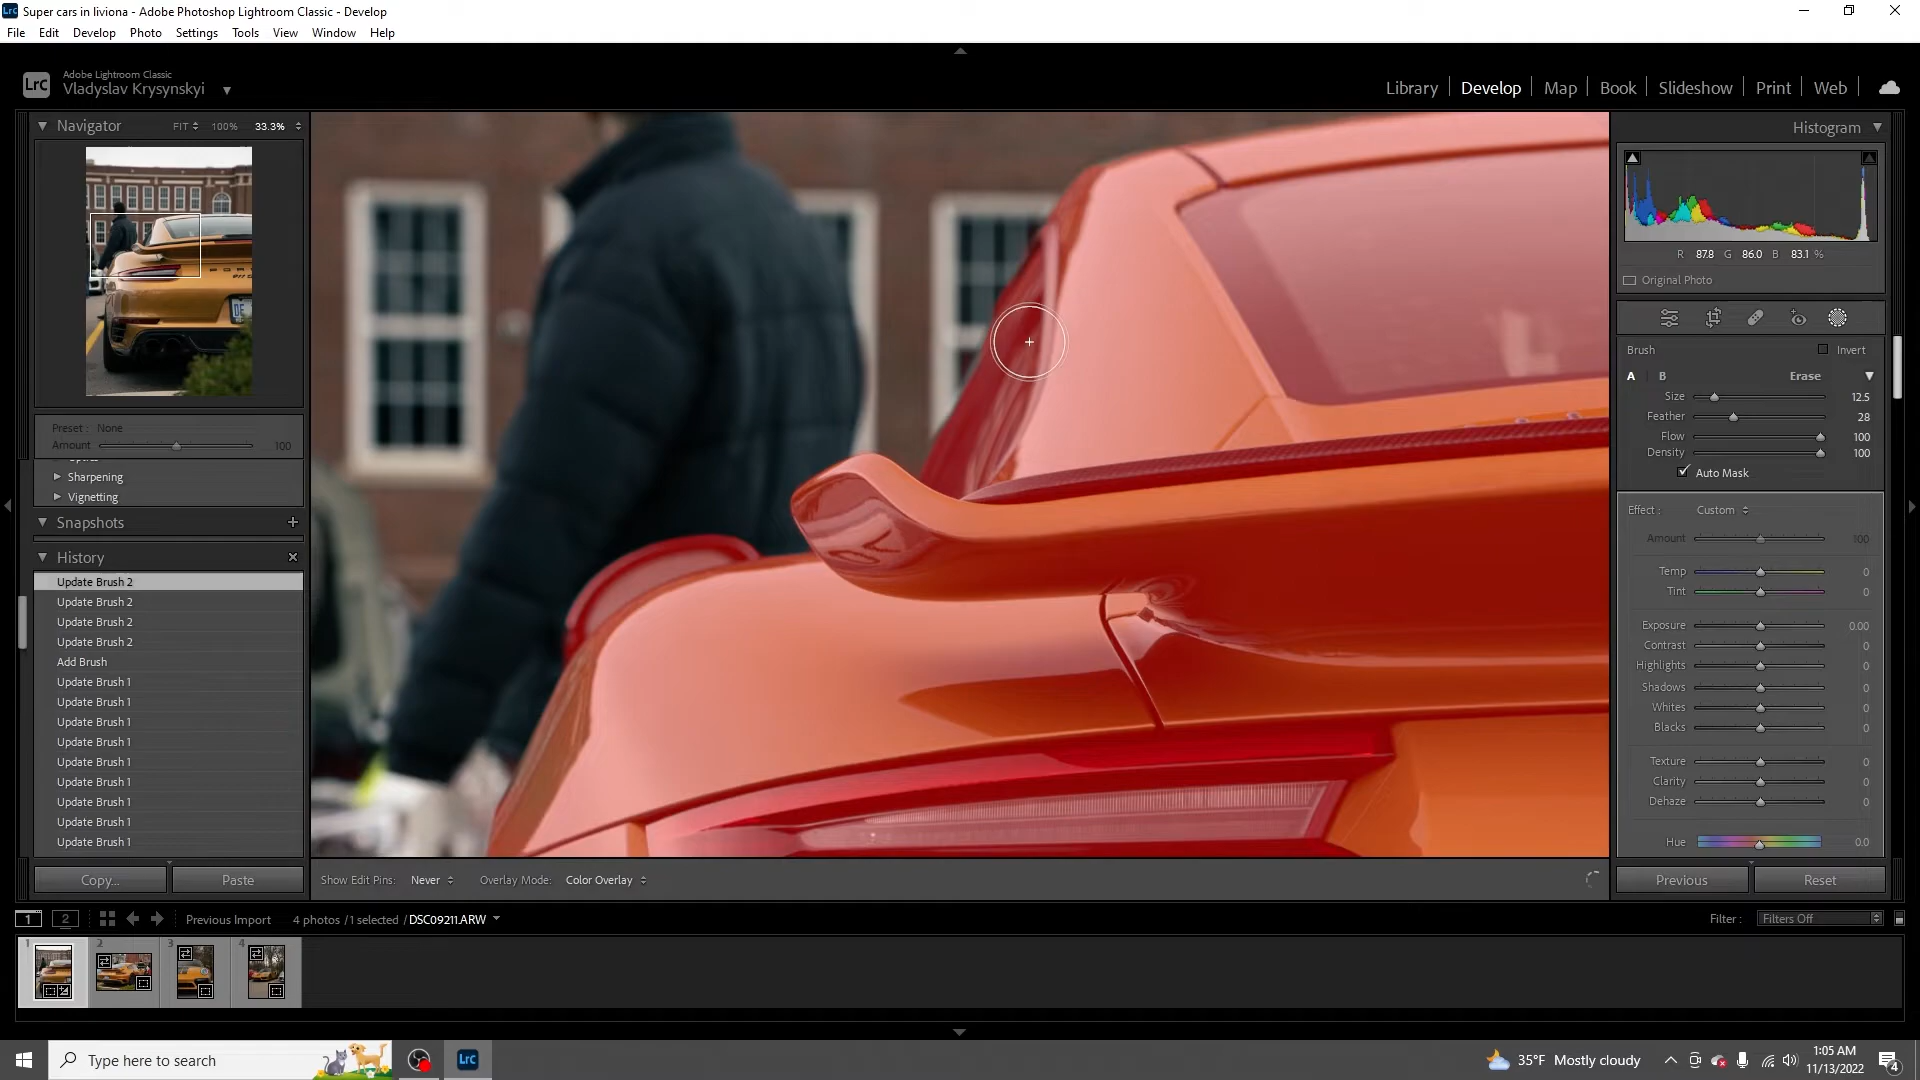 Super cars in liviona - Adobe Photoshop Lightroom Classic - Develop
File Edit Develop Photo Settings Tools View Window Help
LrC
Adobe Lightroom Classic
Vladyslav Krysynskyi
Library Develop Map Book Slideshow Print Web
Navigator FIT 100% 33.3%
Histogram
R 87.8 G 86.0 B 83.1 %
Original Photo
Brush Invert
A B Erase
Size 12.5
Feather 28
Flow 100
Density 100
Auto Mask
Preset : None
Amount 100
Sharpening
Vignetting
Snapshots
History
Update Brush 2
Update Brush 2
Update Brush 2
Update Brush 2
Add Brush
Update Brush 1
Update Brush 1
Update Brush 1
Update Brush 1
Update Brush 1
Update Brush 1
Update Brush 1
Update Brush 1
Update Brush 1
Effect : Custom
Amount 100
Temp 0
Tint 0
Exposure 0.00
Contrast 0
Highlights 0
Shadows 0
Whites 0
Blacks 0
Texture 0
Clarity 0
Dehaze 0
Hue 0.0
Copy... Paste
Show Edit Pins: Never Overlay Mode: Color Overlay
Previous Reset
1 2 Previous Import 4 photos / 1 selected / DSC09211.ARW
Filter : Filters Off
1 2 3 4
Type here to search
Lrc
35°F Mostly cloudy
1:05 AM
11/13/2022
4